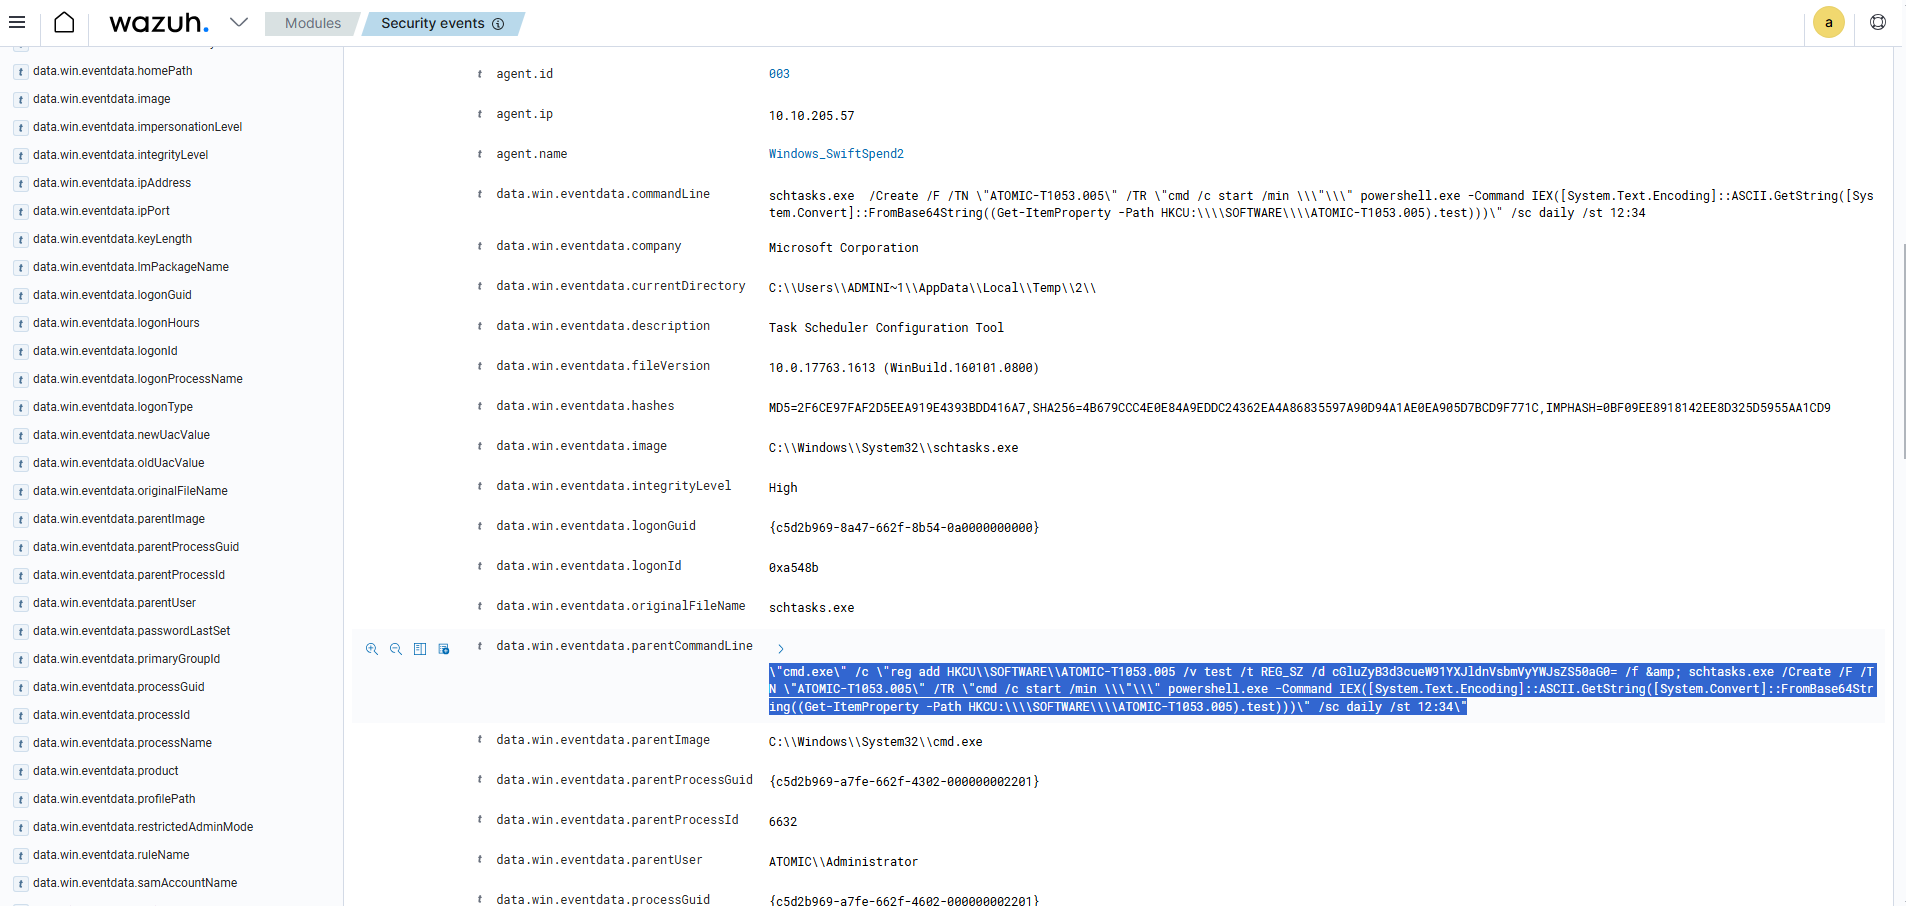 wazuh.
Modules
Security events
a
data.win.eventdata.homePath
data.win.eventdata.image
data.win.eventdata.impersonationLevel
data.win.eventdata.integrityLevel
data.win.eventdata.ipAddress
data.win.eventdata.ipPort
data.win.eventdata.keyLength
data.win.eventdata.lmPackageName
data.win.eventdata.logonGuid
data.win.eventdata.logonHours
data.win.eventdata.logonId
data.win.eventdata.logonProcessName
data.win.eventdata.logonType
data.win.eventdata.newUacValue
data.win.eventdata.oldUacValue
data.win.eventdata.originalFileName
data.win.eventdata.parentImage
data.win.eventdata.parentProcessGuid
data.win.eventdata.parentProcessId
data.win.eventdata.parentUser
data.win.eventdata.passwordLastSet
data.win.eventdata.primaryGroupId
data.win.eventdata.processGuid
data.win.eventdata.processId
data.win.eventdata.processName
data.win.eventdata.product
data.win.eventdata.profilePath
data.win.eventdata.restrictedAdminMode
data.win.eventdata.ruleName
data.win.eventdata.samAccountName
t agent.id 003
t agent.ip 10.10.205.57
t agent.name Windows_SwiftSpend2
t data.win.eventdata.commandLine schtasks.exe  /Create /F /TN \"ATOMIC-T1053.005\" /TR \"cmd /c start /min \\\"\\\" powershell.exe -Command IEX([System.Text.Encoding]::ASCII.GetString([Sys
tem.Convert]::FromBase64String((Get-ItemProperty -Path HKCU:\\\\SOFTWARE\\\\ATOMIC-T1053.005).test)))\" /sc daily /st 12:34
t data.win.eventdata.company Microsoft Corporation
t data.win.eventdata.currentDirectory C:\\Users\\ADMINI~1\\AppData\\Local\\Temp\\2\\
t data.win.eventdata.description Task Scheduler Configuration Tool
t data.win.eventdata.fileVersion 10.0.17763.1613 (WinBuild.160101.0800)
t data.win.eventdata.hashes MD5=2F6CE97FAF2D5EEA919E4393BDD416A7,SHA256=4B679CCC4E0E84A9EDDC24362EA4A86835597A90D94A1AE0EA905D7BCD9F771C,IMPHASH=0BF09EE8918142EE8D325D5955AA1CD9
t data.win.eventdata.image C:\\Windows\\System32\\schtasks.exe
t data.win.eventdata.integrityLevel High
t data.win.eventdata.logonGuid {c5d2b969-8a47-662f-8b54-0a0000000000}
t data.win.eventdata.logonId 0xa548b
t data.win.eventdata.originalFileName schtasks.exe
t data.win.eventdata.parentCommandLine
\"cmd.exe\" /c \"reg add HKCU\\SOFTWARE\\ATOMIC-T1053.005 /v test /t REG_SZ /d cGluZyB3d3cueW91YXJldnVsbmVyYWJsZS50aG0= /f &amp; schtasks.exe /Create /F /T
N \"ATOMIC-T1053.005\" /TR \"cmd /c start /min \\\"\\\" powershell.exe -Command IEX([System.Text.Encoding]::ASCII.GetString([System.Convert]::FromBase64Str
ing((Get-ItemProperty -Path HKCU:\\\\SOFTWARE\\\\ATOMIC-T1053.005).test)))\" /sc daily /st 12:34\"
t data.win.eventdata.parentImage C:\\Windows\\System32\\cmd.exe
t data.win.eventdata.parentProcessGuid {c5d2b969-a7fe-662f-4302-000000002201}
t data.win.eventdata.parentProcessId 6632
t data.win.eventdata.parentUser ATOMIC\\Administrator
t data.win.eventdata.processGuid {c5d2b969-a7fe-662f-4602-000000002201}